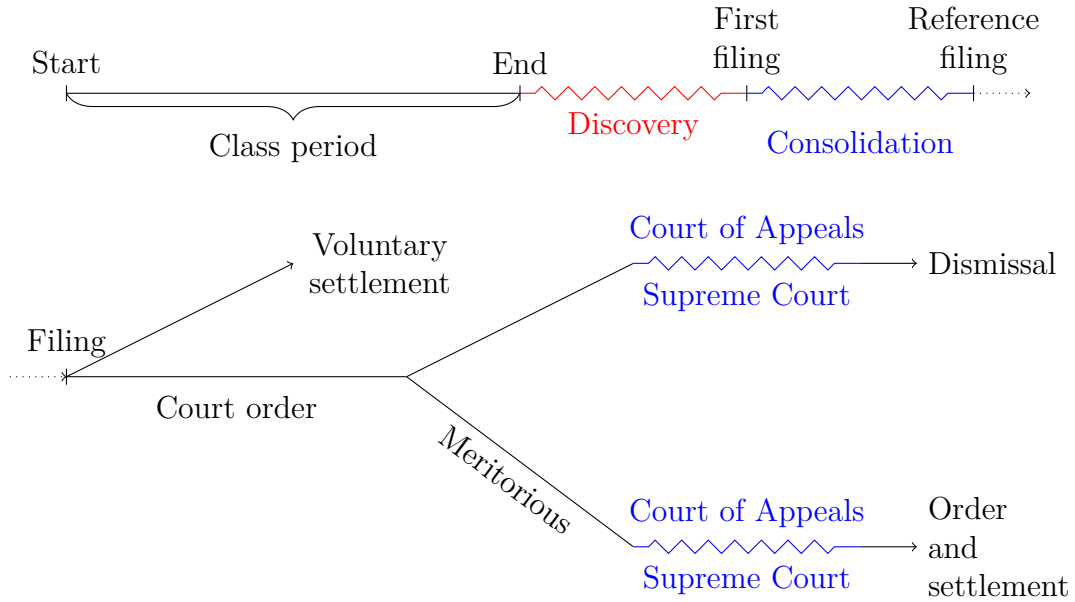 Start
End
First
filing
Reference
filing
Class period
Discovery
Consolidation
Voluntary
settlement
Filing
Court order
Meritorious
Court of Appeals
Supreme Court
Dismissal
Court of Appeals
Supreme Court
Order
and
settlement